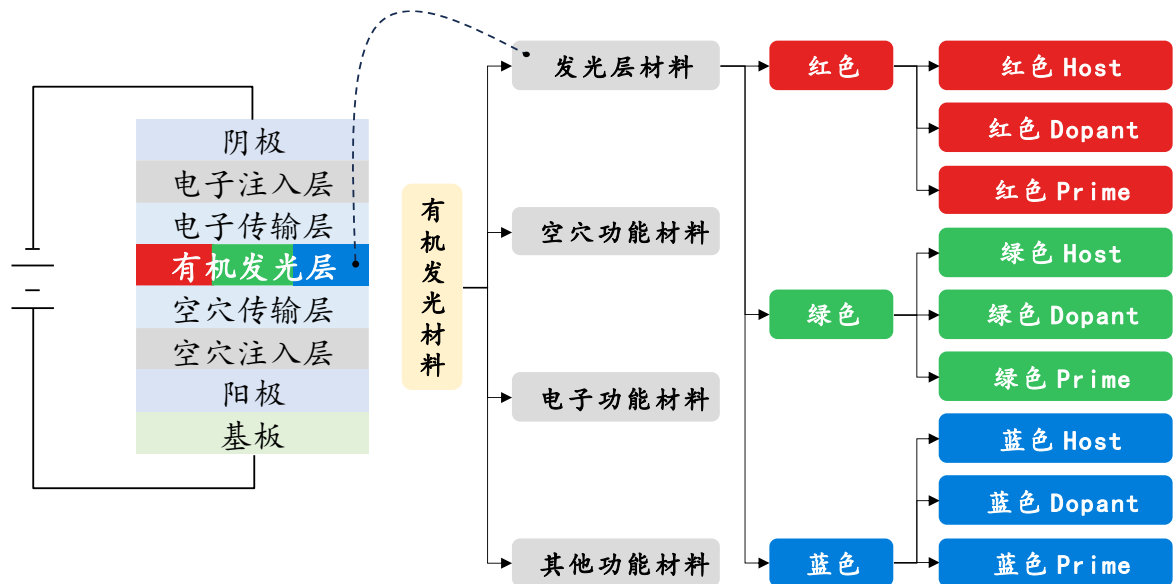 阴极
电子注入层
电子传输层
有机发光层
空穴传输层
空穴注入层
阳极
基板
有机发光材料
发光层材料
空穴功能材料
电子功能材料
其他功能材料
红色
绿色
蓝色
红色 Host
红色 Dopant
红色 Prime
绿色 Host
绿色 Dopant
绿色 Prime
蓝色 Host
蓝色 Dopant
蓝色 Prime